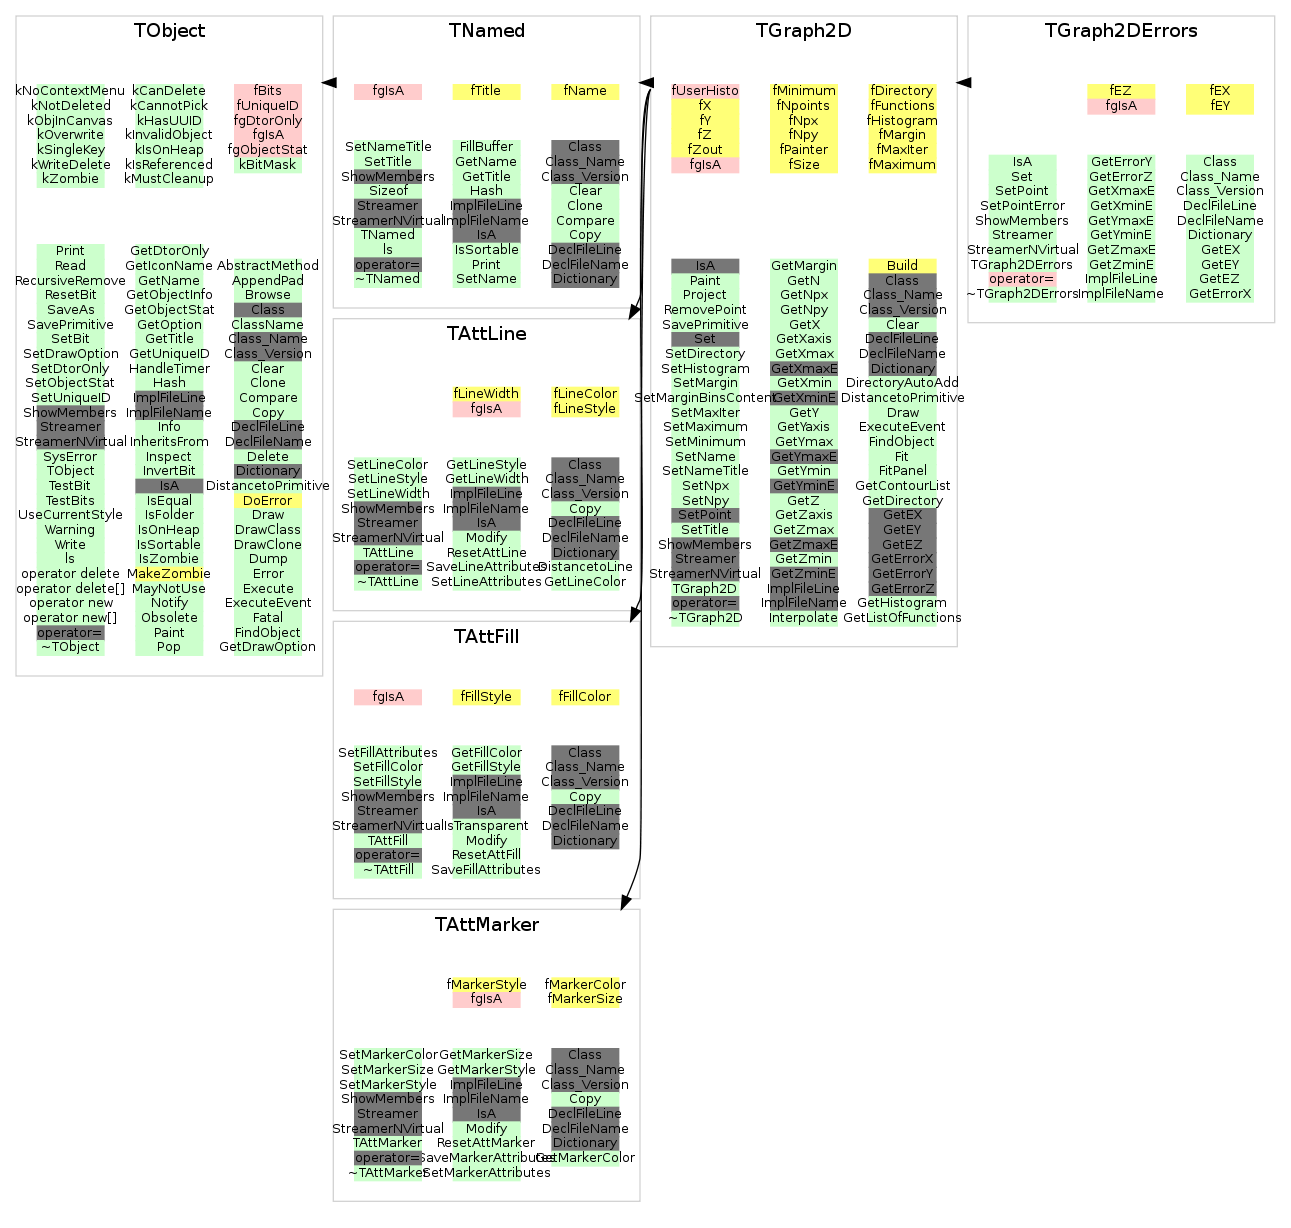 TObject
kNoContextMenu kCanDelete fBits
kNotDeleted kCannotPick fUniqueID
kObjInCanvas kHasUUID fgDtorOnly
kOverwrite kInvalidObject fgIsA
kSingleKey kIsOnHeap fgObjectStat
kWriteDelete kIsReferenced kBitMask
kZombie kMustCleanup
Print GetDtorOnly
Read GetIconName AbstractMethod
RecursiveRemove GetName AppendPad
ResetBit GetObjectInfo Browse
SaveAs GetObjectStat Class
SavePrimitive GetOption ClassName
SetBit GetTitle Class_Name
SetDrawOption GetUniqueID Class_Version
SetDtorOnly HandleTimer Clear
SetObjectStat Hash Clone
SetUniqueID ImplFileLine Compare
ShowMembers ImplFileName Copy
Streamer Info DeclFileLine
StreamerNVirtual InheritsFrom DeclFileName
SysError Inspect Delete
TObject InvertBit Dictionary
TestBit IsA DistancetoPrimitive
TestBits IsEqual DoError
UseCurrentStyle IsFolder Draw
Warning IsOnHeap DrawClass
Write IsSortable DrawClone
ls IsZombie Dump
operator delete MakeZombie Error
operator delete[] MayNotUse Execute
operator new Notify ExecuteEvent
operator new[] Obsolete Fatal
operator= Paint FindObject
~TObject Pop GetDrawOption
TNamed
fgIsA fTitle fName
SetNameTitle FillBuffer Class
SetTitle GetName Class_Name
ShowMembers GetTitle Class_Version
Sizeof Hash Clear
Streamer ImplFileLine Clone
StreamerNVirtual ImplFileName Compare
TNamed IsA Copy
ls IsSortable DeclFileLine
operator= Print DeclFileName
~TNamed SetName Dictionary
TAttLine
fLineWidth fLineColor
fgIsA fLineStyle
SetLineColor GetLineStyle Class
SetLineStyle GetLineWidth Class_Name
SetLineWidth ImplFileLine Class_Version
ShowMembers ImplFileName Copy
Streamer IsA DeclFileLine
StreamerNVirtual Modify DeclFileName
TAttLine ResetAttLine Dictionary
operator= SaveLineAttributes DistancetoLine
~TAttLine SetLineAttributes GetLineColor
TAttFill
fgIsA fFillStyle fFillColor
SetFillAttributes GetFillColor Class
SetFillColor GetFillStyle Class_Name
SetFillStyle ImplFileLine Class_Version
ShowMembers ImplFileName Copy
Streamer IsA DeclFileLine
StreamerNVirtual IsTransparent DeclFileName
TAttFill Modify Dictionary
operator= ResetAttFill
~TAttFill SaveFillAttributes
TAttMarker
fMarkerStyle fMarkerColor
fgIsA fMarkerSize
SetMarkerColor GetMarkerSize Class
SetMarkerSize GetMarkerStyle Class_Name
SetMarkerStyle ImplFileLine Class_Version
ShowMembers ImplFileName Copy
Streamer IsA DeclFileLine
StreamerNVirtual Modify DeclFileName
TAttMarker ResetAttMarker Dictionary
operator= SaveMarkerAttributes GetMarkerColor
~TAttMarker SetMarkerAttributes
TGraph2D
fUserHisto fMinimum fDirectory
fX fNpoints fFunctions
fY fNpx fHistogram
fZ fNpy fMargin
fZout fPainter fMaxIter
fgIsA fSize fMaximum
IsA GetMargin Build
Paint GetN Class
Project GetNpx Class_Name
RemovePoint GetNpy Class_Version
SavePrimitive GetX Clear
Set GetXaxis DeclFileLine
SetDirectory GetXmax DeclFileName
SetHistogram GetXmaxE Dictionary
SetMargin GetXmin DirectoryAutoAdd
SetMarginBinsContent GetXminE DistancetoPrimitive
SetMaxIter GetY Draw
SetMaximum GetYaxis ExecuteEvent
SetMinimum GetYmax FindObject
SetName GetYmaxE Fit
SetNameTitle GetYmin FitPanel
SetNpx GetYminE GetContourList
SetNpy GetZ GetDirectory
SetPoint GetZaxis GetEX
SetTitle GetZmax GetEY
ShowMembers GetZmaxE GetEZ
Streamer GetZmin GetErrorX
StreamerNVirtual GetZminE GetErrorY
TGraph2D ImplFileLine GetErrorZ
operator= ImplFileName GetHistogram
~TGraph2D Interpolate GetListOfFunctions
TGraph2DErrors
fEZ fEX
fgIsA fEY
IsA GetErrorY Class
Set GetErrorZ Class_Name
SetPoint GetXmaxE Class_Version
SetPointError GetXminE DeclFileLine
ShowMembers GetYmaxE DeclFileName
Streamer GetYminE Dictionary
StreamerNVirtual GetZmaxE GetEX
TGraph2DErrors GetZminE GetEY
operator= ImplFileLine GetEZ
~TGraph2DErrors ImplFileName GetErrorX